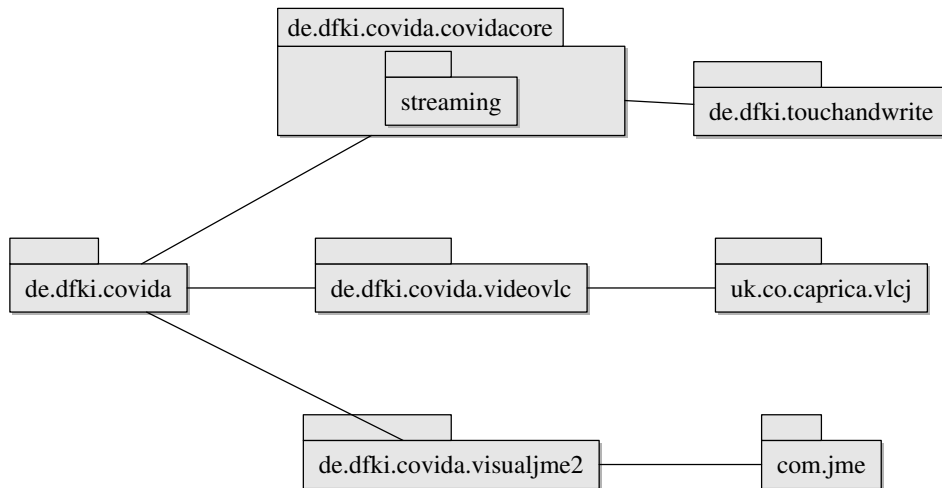 de.dfki.covida.covidacore
streaming
de.dfki.touchandwrite
de.dfki.covida
de.dfki.covida.videovlc
uk.co.caprica.vlcj
de.dfki.covida.visualjme2
com.jme